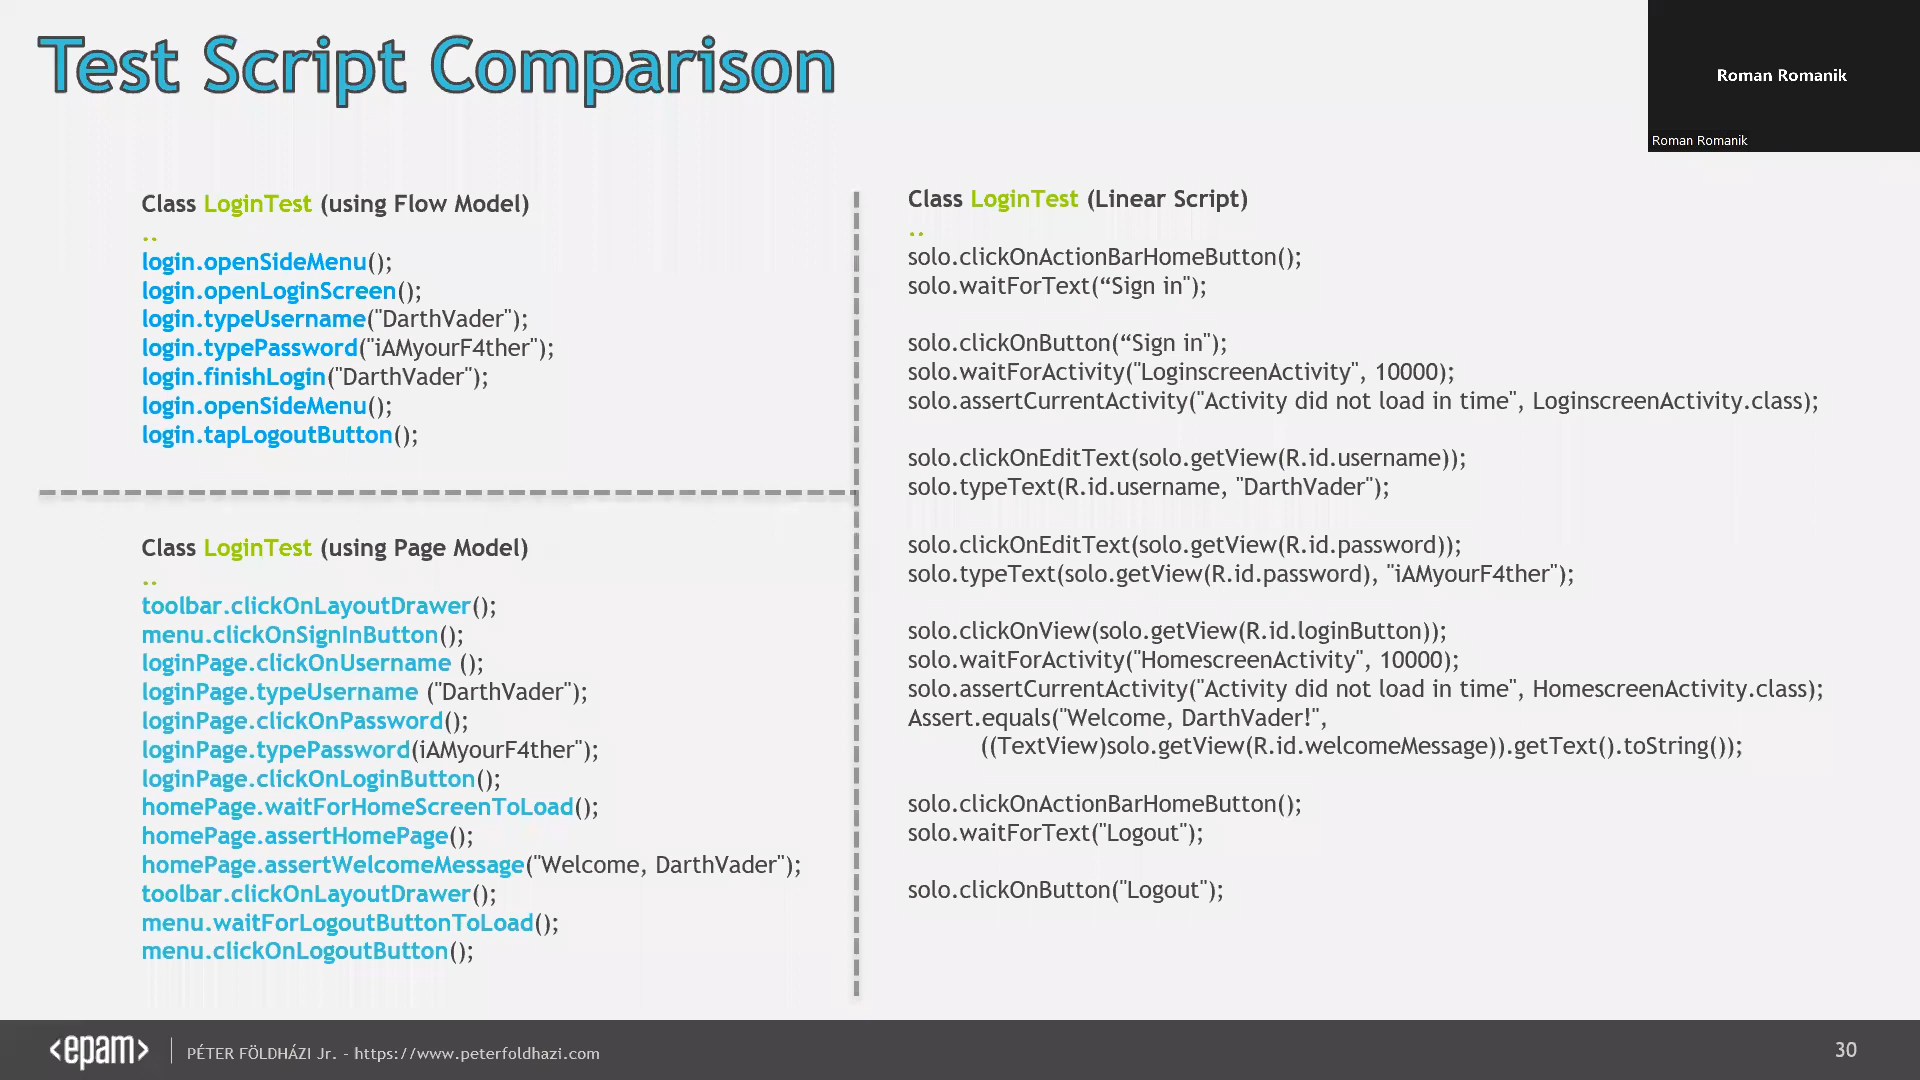 Test Script Comparison
Roman Romanik
Roman Romanik
Class LoginTest (using Flow Model)
..
login.openSideMenu();
login.openLoginScreen();
login.typeUsername("DarthVader");
login.typePassword("iAMyourF4ther");
login.finishLogin("DarthVader");
login.openSideMenu();
login.tapLogoutButton();
Class LoginTest (using Page Model)
..
toolbar.clickOnLayoutDrawer();
menu.clickOnSignInButton();
loginPage.clickOnUsername ();
loginPage.typeUsername ("DarthVader");
loginPage.clickOnPassword();
loginPage.typePassword(iAMyourF4ther");
loginPage.clickOnLoginButton();
homePage.waitForHomeScreenToLoad();
homePage.assertHomePage();
homePage.assertWelcomeMessage("Welcome, DarthVader");
toolbar.clickOnLayoutDrawer();
menu.waitForLogoutButtonToLoad();
menu.clickOnLogoutButton();
Class LoginTest (Linear Script)
..
solo.clickOnActionBarHomeButton();
solo.waitForText(“Sign in");
solo.clickOnButton(“Sign in");
solo.waitForActivity("LoginscreenActivity", 10000);
solo.assertCurrentActivity("Activity did not load in time", LoginscreenActivity.class);
solo.clickOnEditText(solo.getView(R.id.username));
solo.typeText(R.id.username, "DarthVader");
solo.clickOnEditText(solo.getView(R.id.password));
solo.typeText(solo.getView(R.id.password), "iAMyourF4ther");
solo.clickOnView(solo.getView(R.id.loginButton));
solo.waitForActivity("HomescreenActivity", 10000);
solo.assertCurrentActivity("Activity did not load in time", HomescreenActivity.class);
Assert.equals("Welcome, DarthVader!",
((TextView)solo.getView(R.id.welcomeMessage)).getText().toString());
solo.clickOnActionBarHomeButton();
solo.waitForText("Logout");
solo.clickOnButton("Logout");
<epam>
PÉTER FÖLDHÁZI Jr. - https://www.peterfoldhazi.com
30